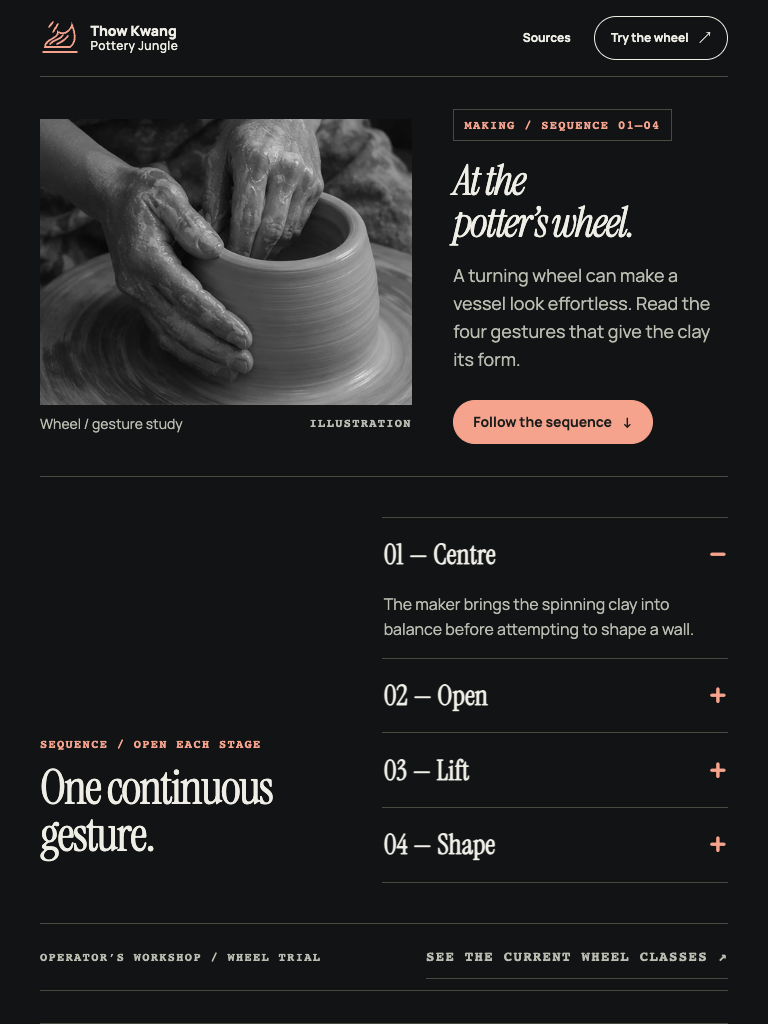 Thow Kwang
Pottery Jungle
Sources
Try the wheel ↗
MAKING / SEQUENCE 01—04
At the
potter's wheel.
A turning wheel can make a
vessel look effortless. Read the
four gestures that give the clay
its form.
Follow the sequence ↓
Wheel / gesture study
ILLUSTRATION
SEQUENCE / OPEN EACH STAGE
One continuous
gesture.
01 — Centre
The maker brings the spinning clay into
balance before attempting to shape a wall.
02 — Open
03 — Lift
04 — Shape
OPERATOR'S WORKSHOP / WHEEL TRIAL
SEE THE CURRENT WHEEL CLASSES ↗